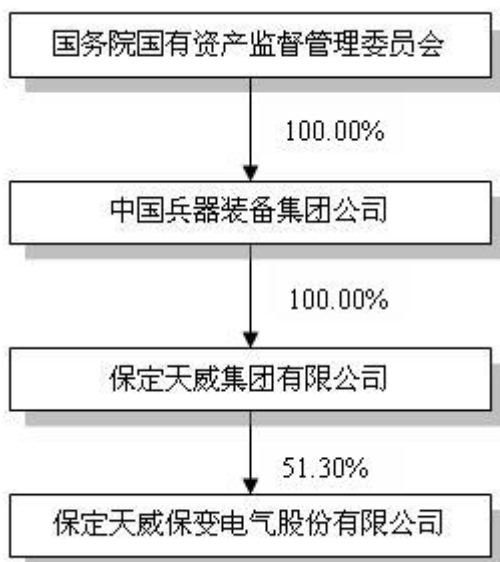 国务院国有资产监督管理委员会
100.00%
中国兵器装备集团公司
100.00%
保定天威集团有限公司
51.30%
保定天威保变电气股份有限公司